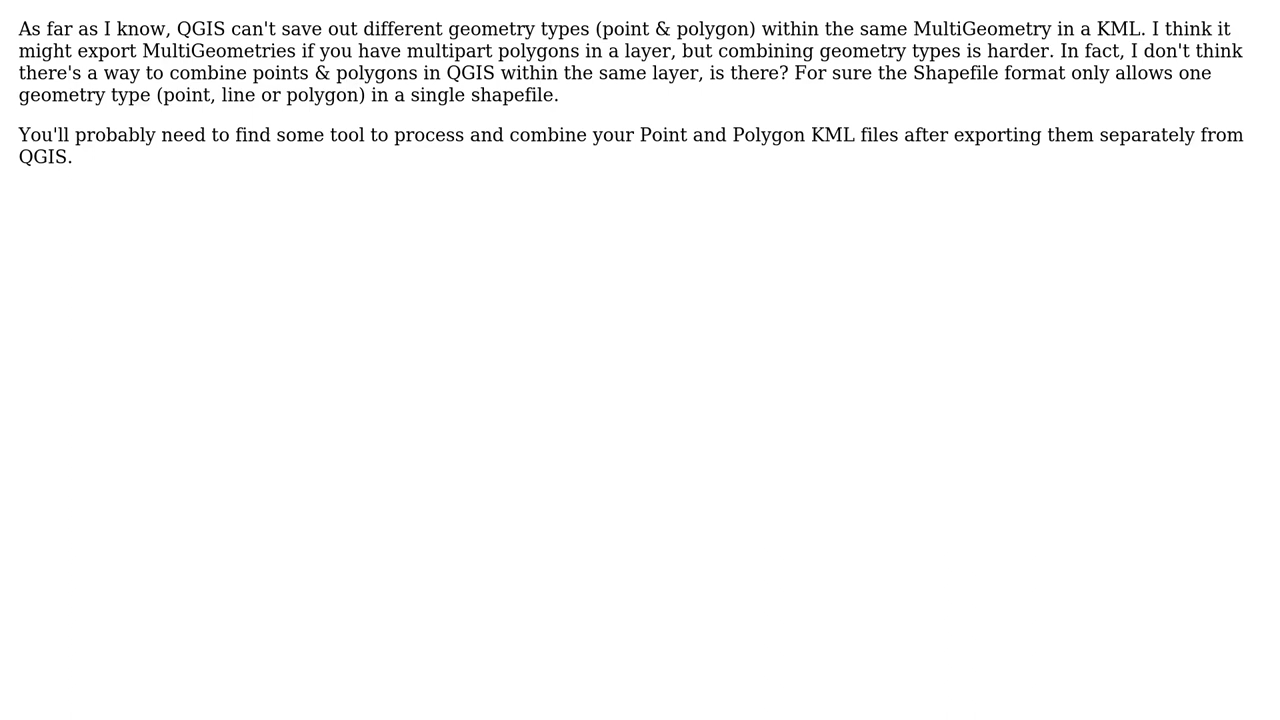 As far as I know, QGIS can't save out different geometry types (point & polygon) within the same MultiGeometry in a KML. I think it
might export MultiGeometries if you have multipart polygons in a layer, but combining geometry types is harder. In fact, I don't think
there's a way to combine points & polygons in QGIS within the same layer, is there? For sure the Shapefile format only allows one
geometry type (point, line or polygon) in a single shapefile.
You'll probably need to find some tool to process and combine your Point and Polygon KML files after exporting them separately from
QGIS.